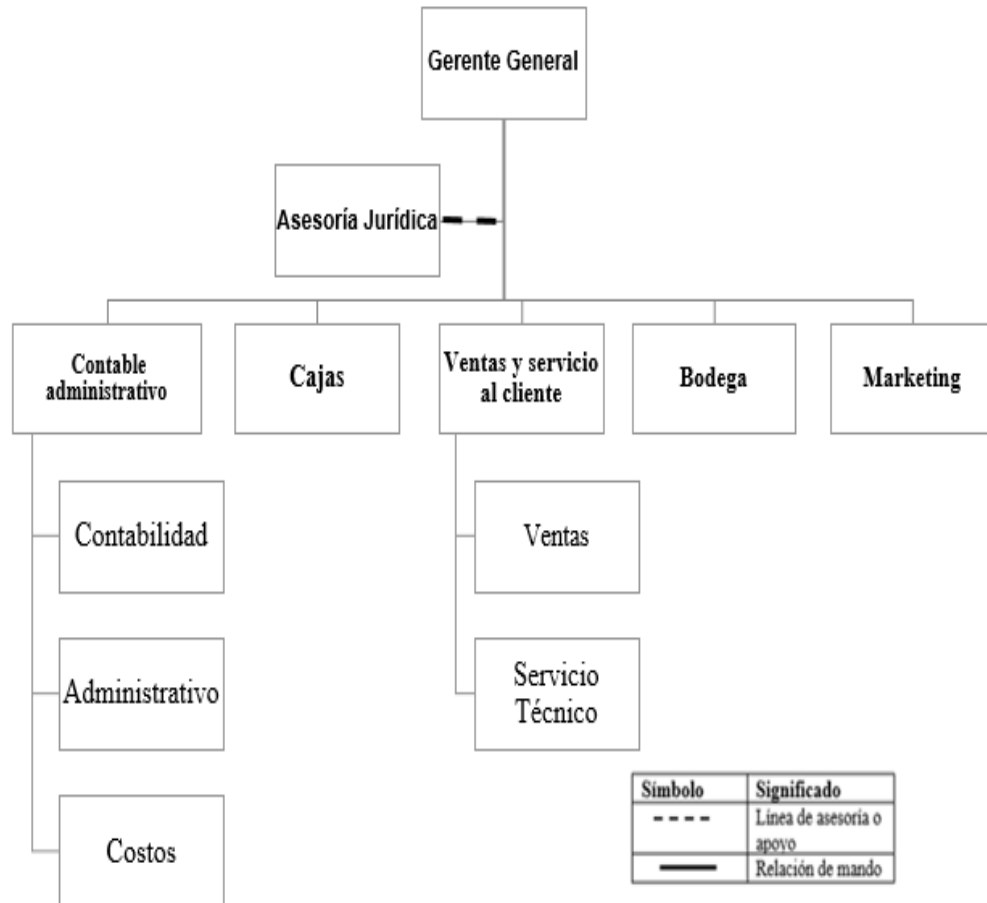 Gerente General
Asesoría Jurídica
Contable
administrativo
Cajas
Ventas y servicio
al cliente
Bodega
Marketing
Contabilidad
Ventas
Administrativo
Servicio
Técnico
Costos
Símbolo Significado
Línea de asesoría o
apoyo
Relación de mando